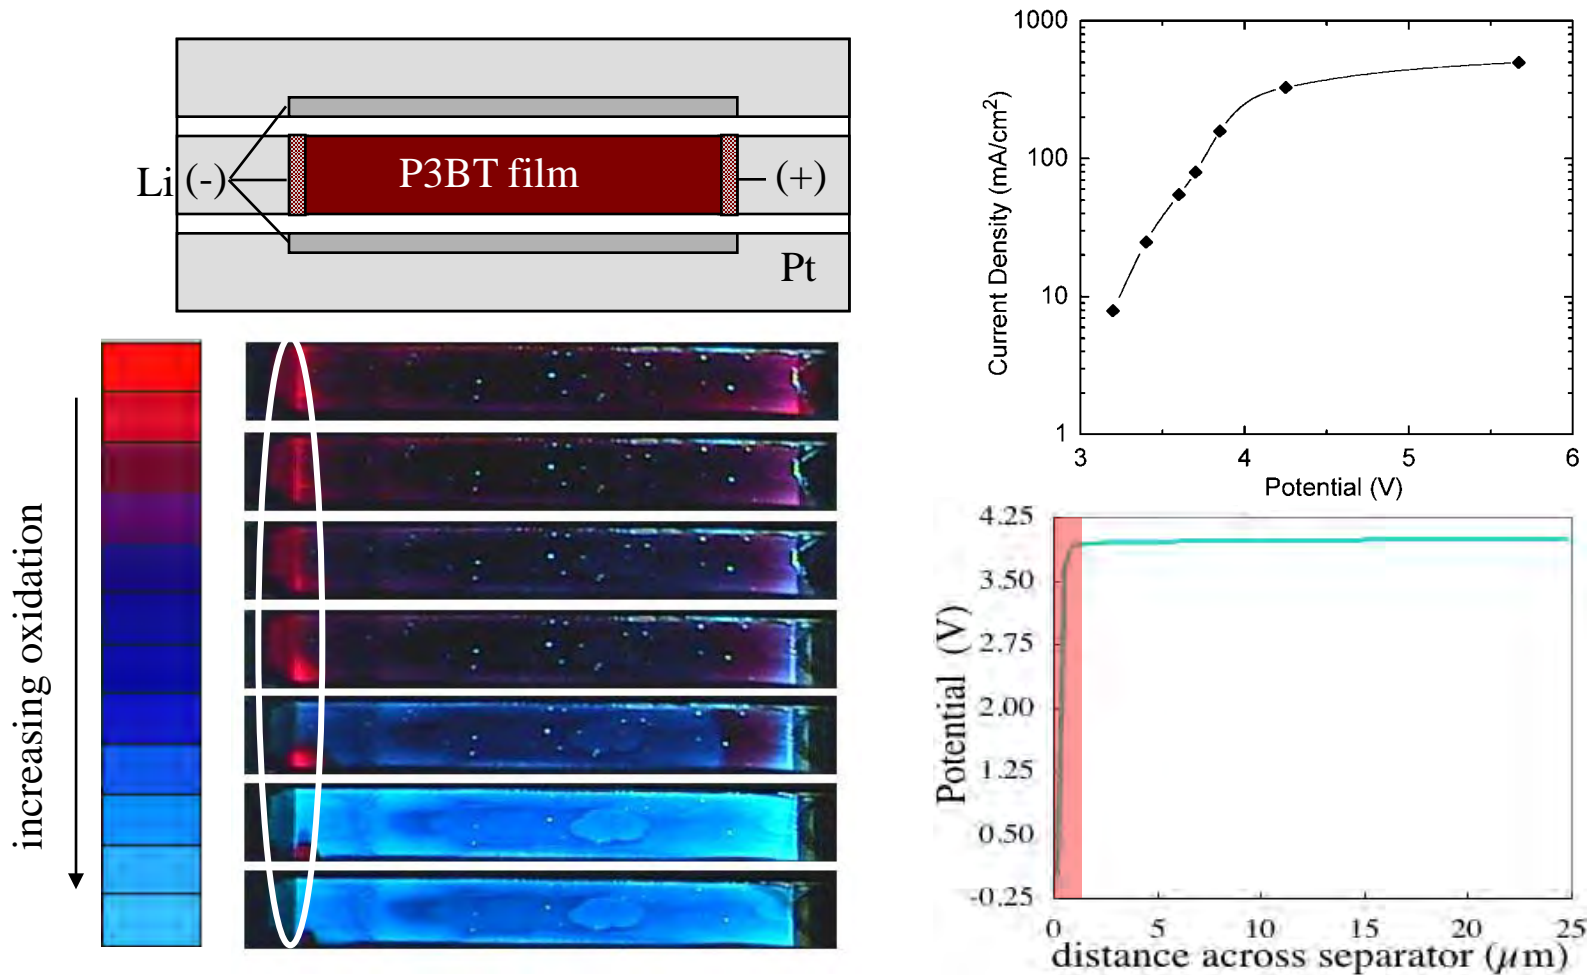 P3BT film
Li (-)
(+)
Pt
increasing oxidation
1000
100
10
1
Current Density (mA/cm²)
3
4
5
6
Potential (V)
4.25
3.50
2.75
2.00
1.25
0.50
-0.25
Potential (V)
0
5
10
15
20
25
distance across separator (μm)